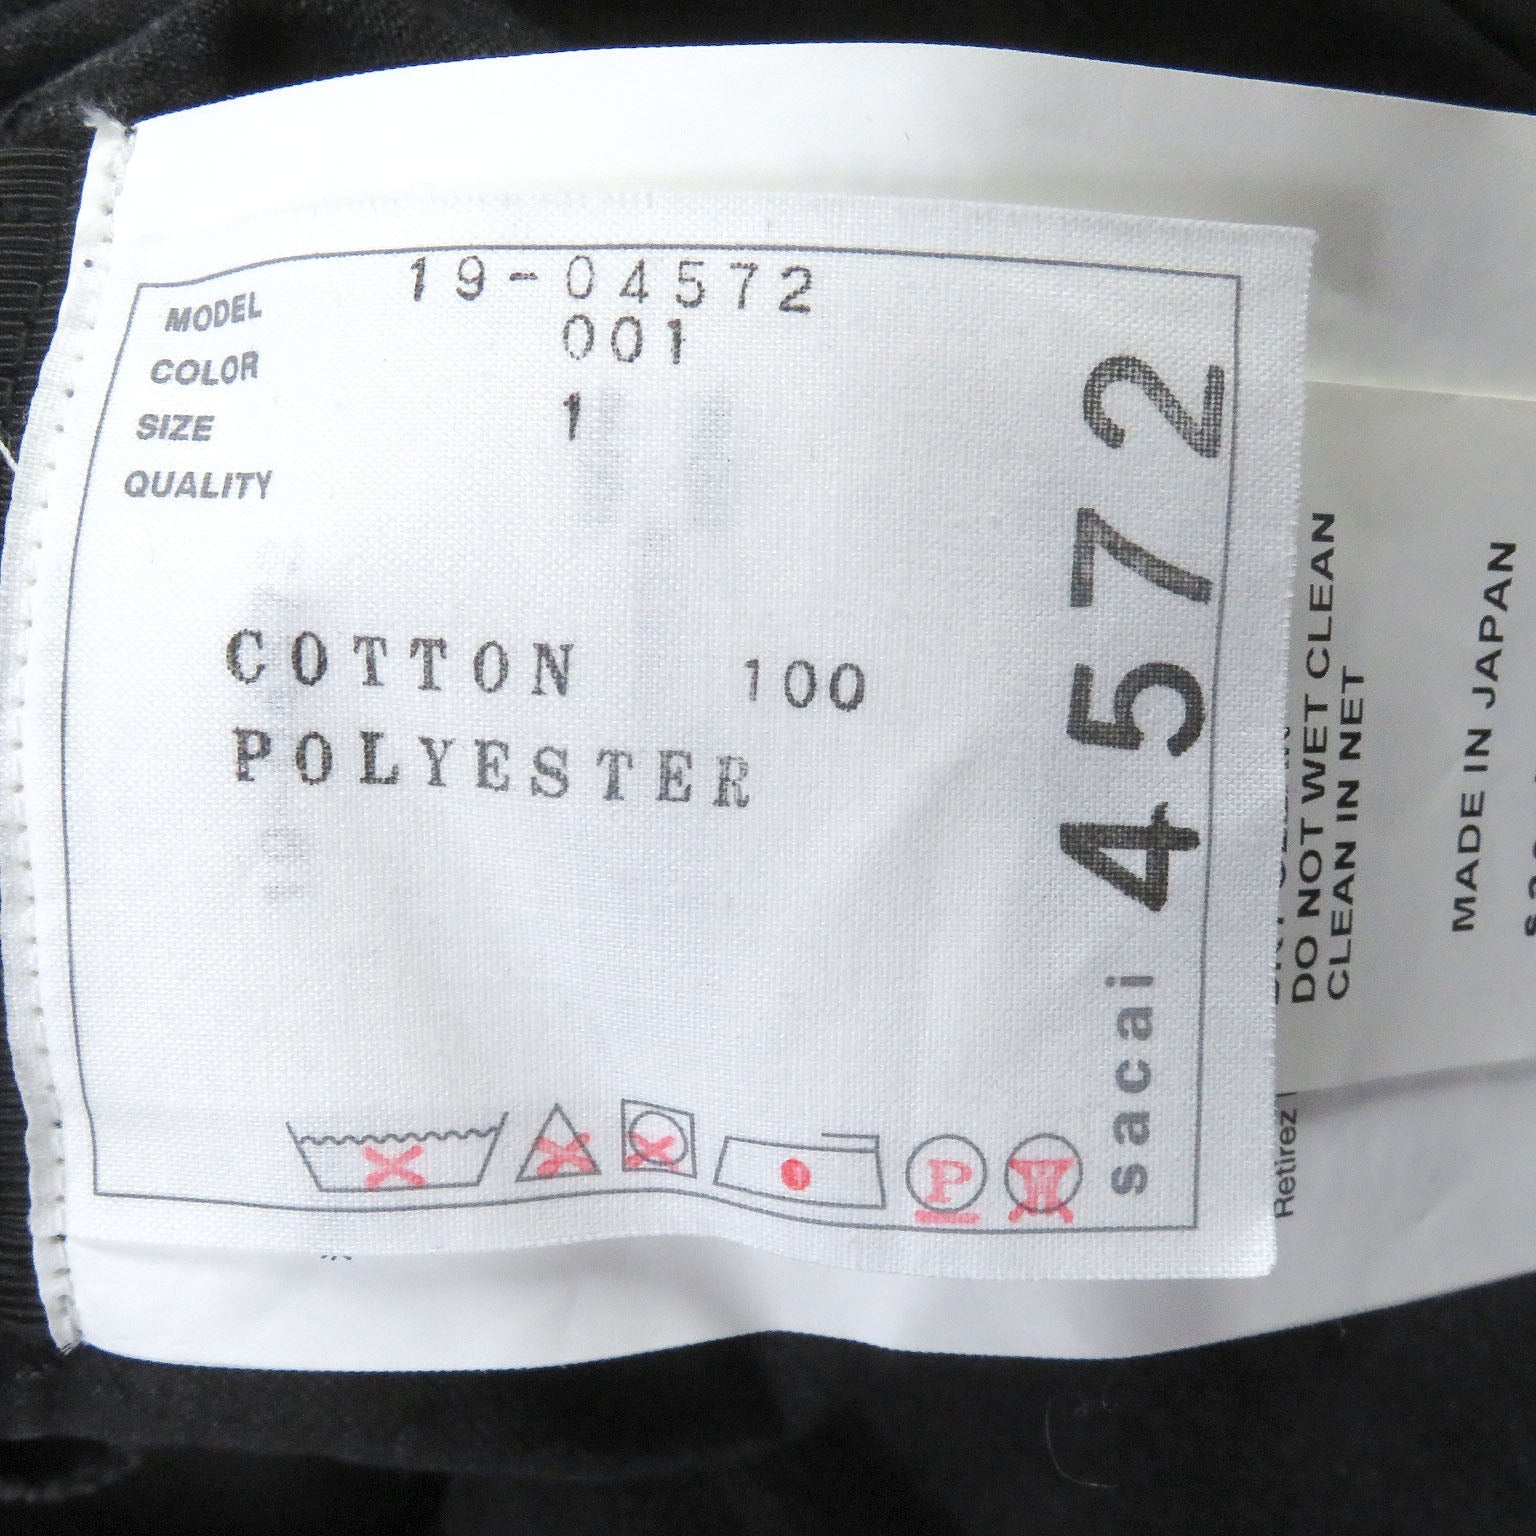 MODEL 19-04572
COLOR 001
SIZE 1
QUALITY
COTTON 100
POLYESTER
P
W
sacai 4572
DO NOT WET CLEAN
CLEAN IN NET
MADE IN JAPAN
Retirez